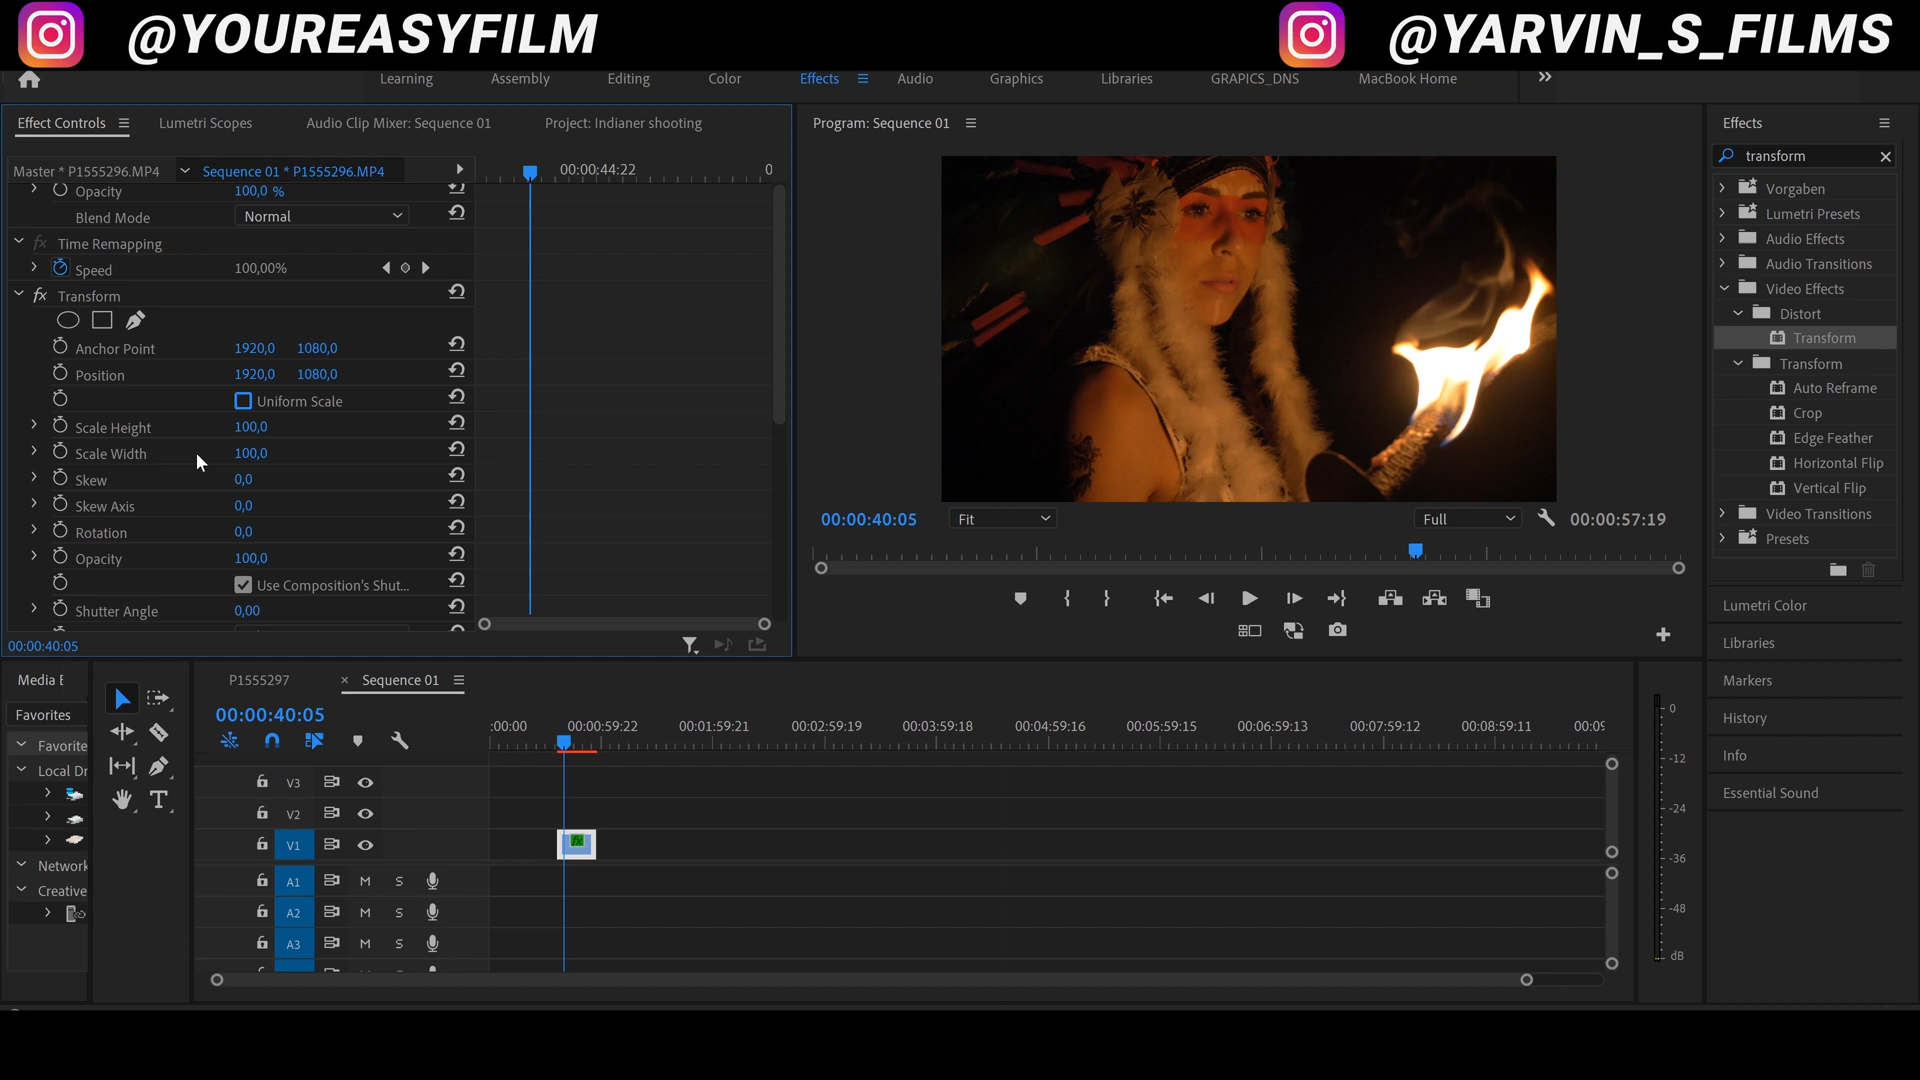 @YOUREASYFILM
@YARVIN_S_FILMS
Learning
Assembly
Editing
Color
Effects
Audio
Graphics
Libraries
GRAPICS_DNS
MacBook Home
Effect Controls
Lumetri Scopes
Audio Clip Mixer: Sequence 01
Project: Indianer shooting
Master * P1555296.MP4
Sequence 01 * P1555296.MP4
00:00:44:22
0
Opacity 100,0 %
Blend Mode Normal
fx Time Remapping
Speed 100,00%
fx Transform
Anchor Point 1920,0 1080,0
Position 1920,0 1080,0
Uniform Scale
Scale Height 100,0
Scale Width 100,0
Skew 0,0
Skew Axis 0,0
Rotation 0,0
Opacity 100,0
Use Composition's Shut...
Shutter Angle 0,00
00:00:40:05
Program: Sequence 01
00:00:40:05
Fit
Full
00:00:57:19
Effects
transform
Vorgaben
Lumetri Presets
Audio Effects
Audio Transitions
Video Effects
Distort
Transform
Transform
Auto Reframe
Crop
Edge Feather
Horizontal Flip
Vertical Flip
Video Transitions
Presets
Lumetri Color
Libraries
Markers
History
Info
Essential Sound
Media
Favorites
Favorite
Local Dr
Network
Creative
P1555297
× Sequence 01
00:00:40:05
:00:00
00:00:59:22
00:01:59:21
00:02:59:19
00:03:59:18
00:04:59:16
00:05:59:15
00:06:59:13
00:07:59:12
00:08:59:11
00:09
V3
V2
V1
fx
A1 M S
A2 M S
A3 M S
0
-12
-24
-36
-48
dB